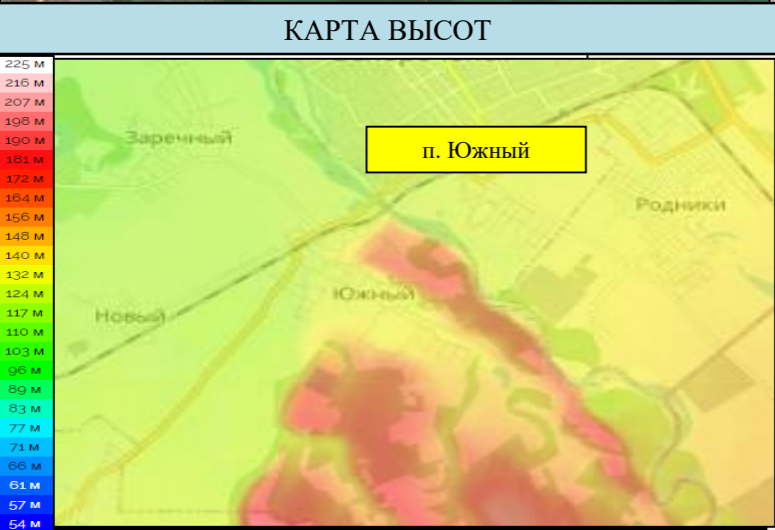 КАРТА ВЫСОТ
225 м
216 м
207 м
198 м
190 м
181 м
172 м
164 м
156 м
148 м
140 м
132 м
124 м
117 м
110 м
103 м
96 м
89 м
83 м
77 м
71 м
66 м
61 м
57 м
54 м
Заречный
п. Южный
Родники
Южный
Новый